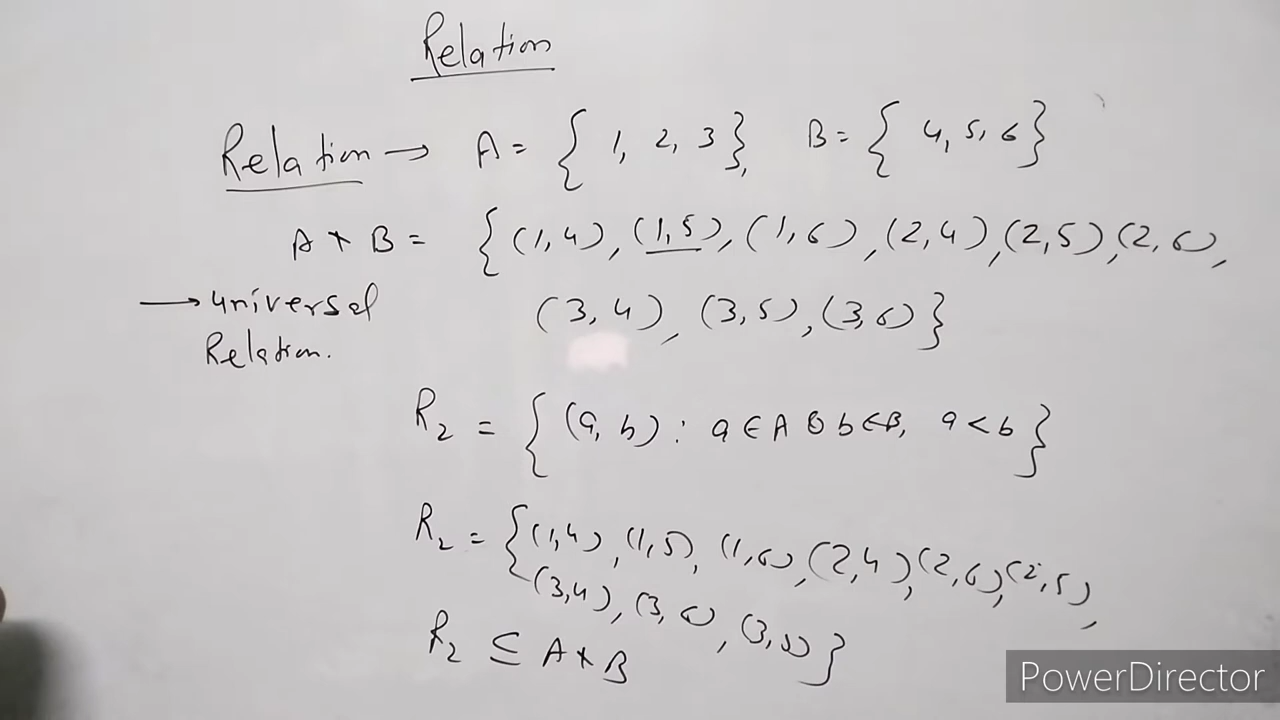 Relation
Relation → A = { 1, 2, 3 }, B = { 4, 5, 6 }
A × B = { (1, 4), (1, 5), (1, 6), (2, 4), (2, 5), (2, 6),
→ universal (3, 4), (3, 5), (3, 6) }
Relation.
R₂ = { (a, b) : a ∈ A & b ∈ B, a < b }
R₂ = { (1, 4), (1, 5), (1, 6), (2, 4), (2, 6), (2, 5),
(3, 4), (3, 6), (3, 5) }
R₂ ⊆ A × B
PowerDirector